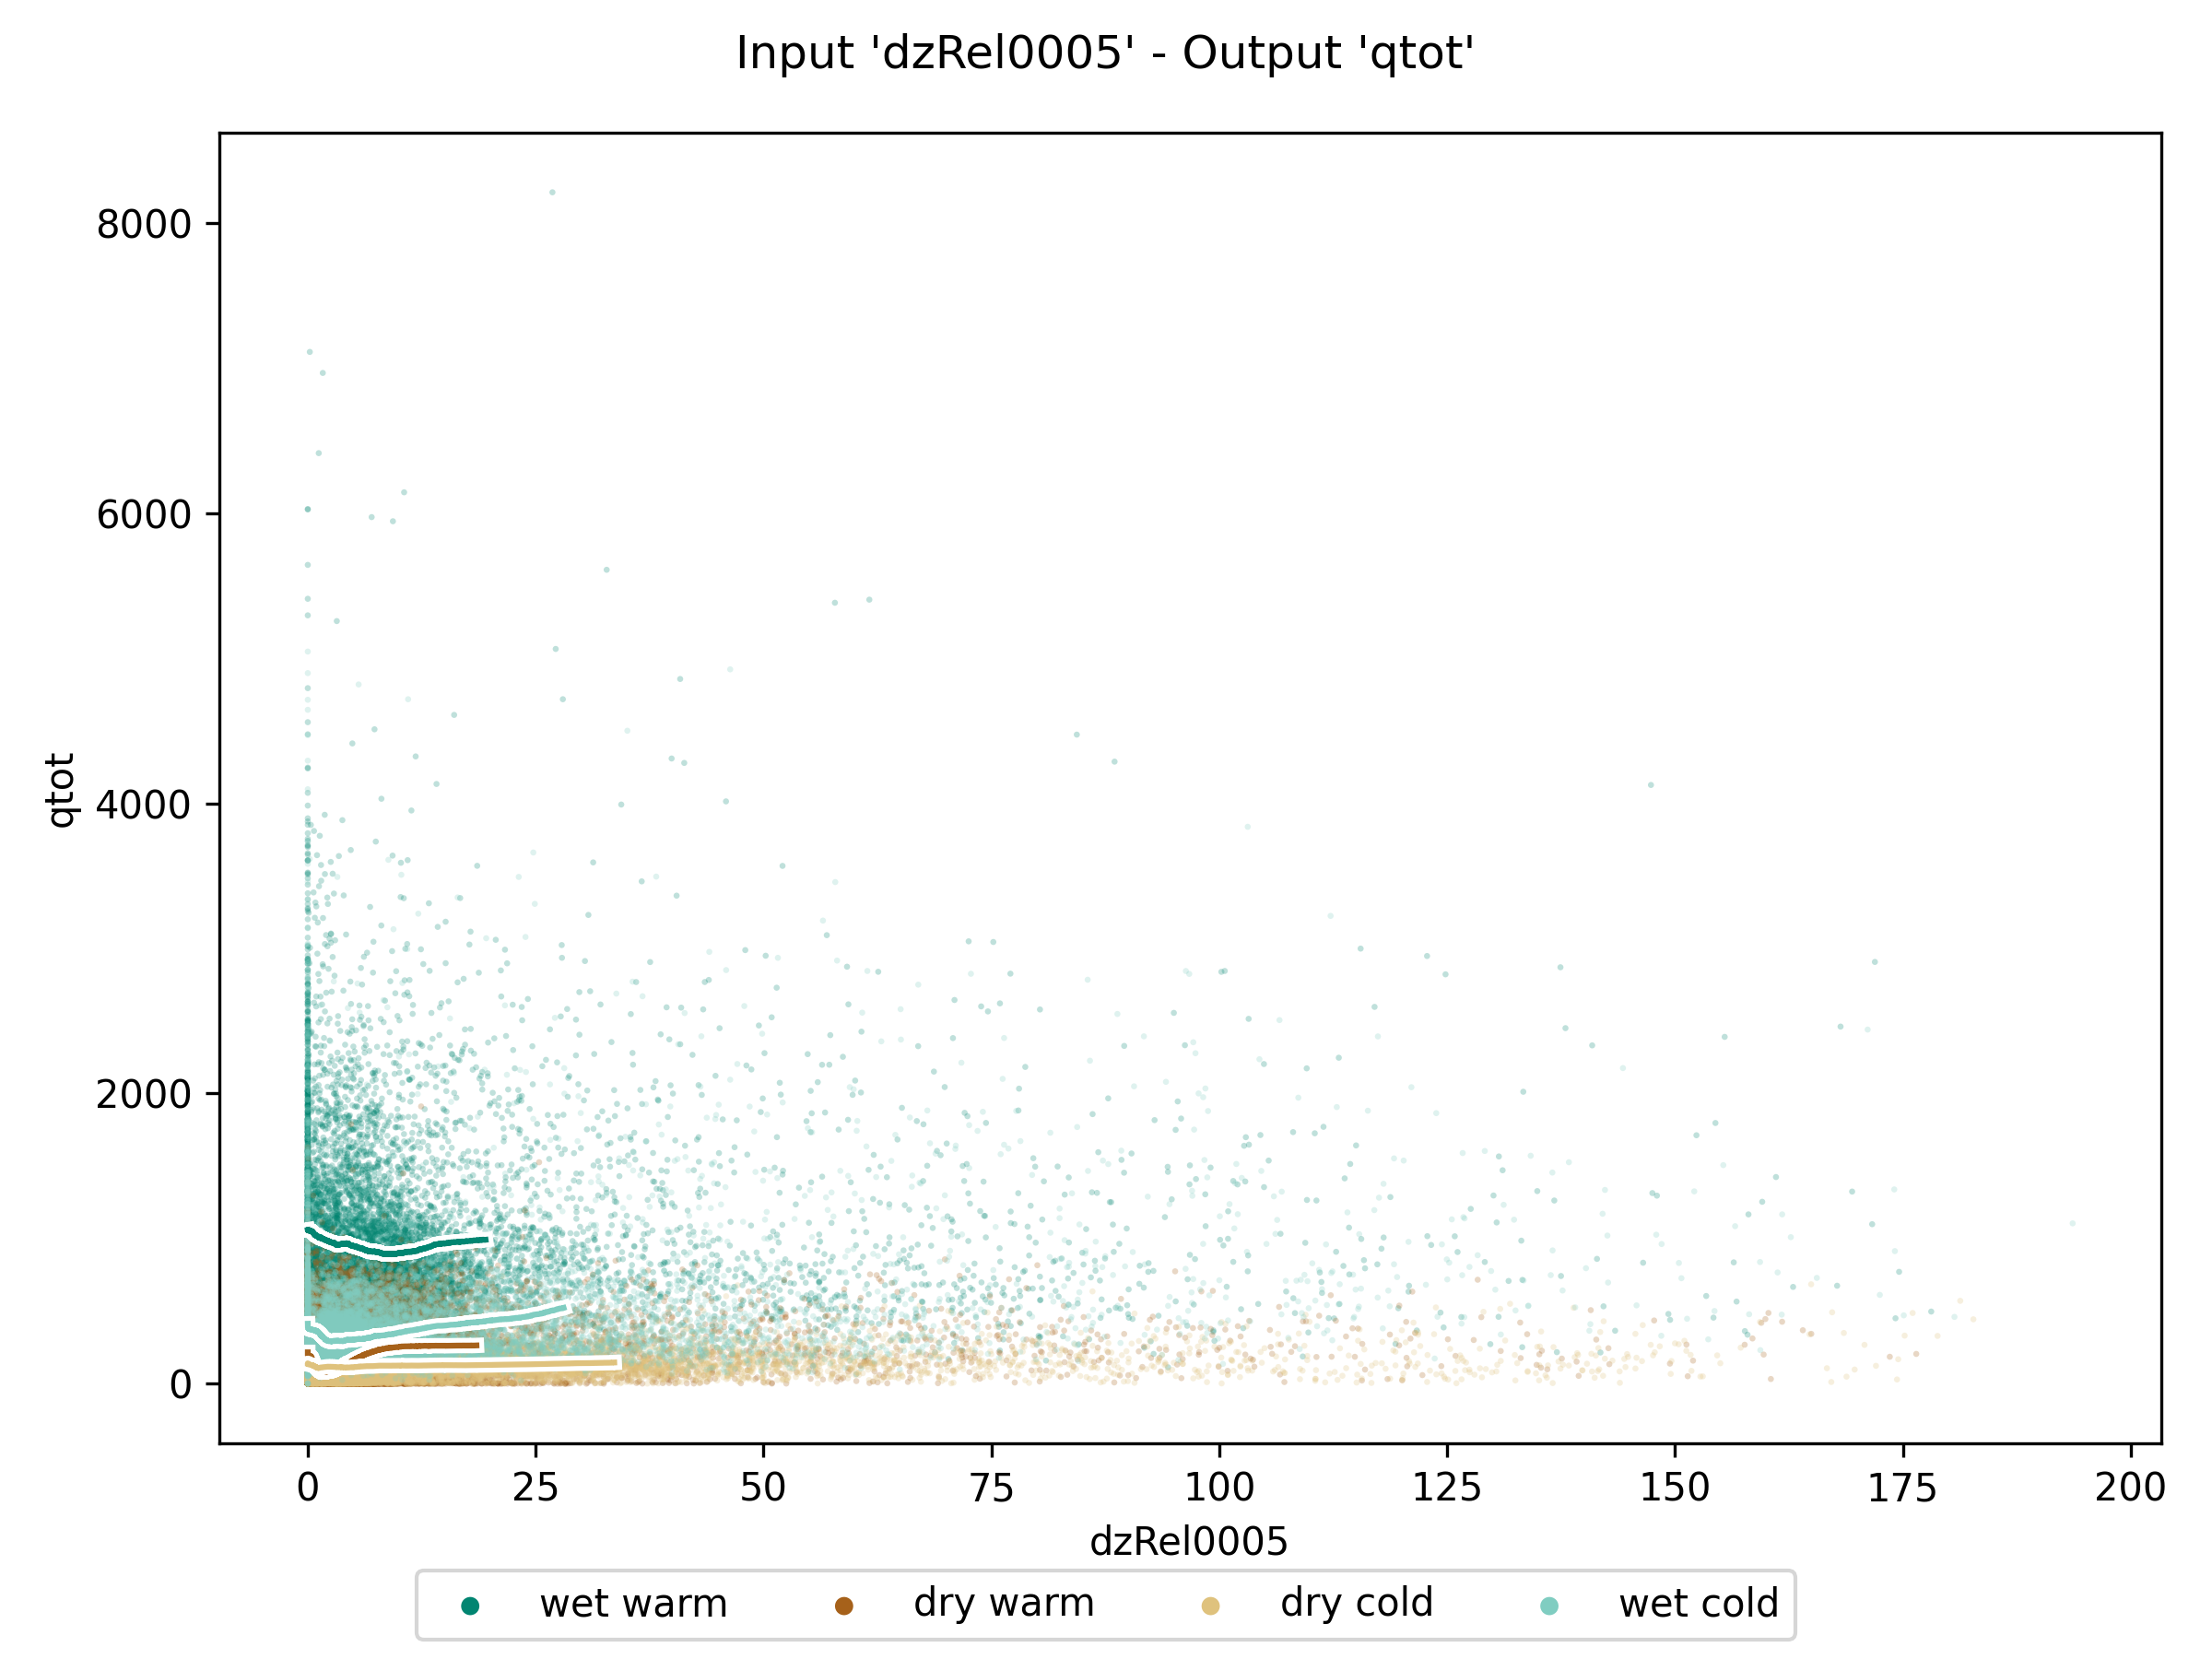 Input 'dzRel0005' - Output 'qtot'
8000
6000
4000
2000
0
qtot
0 25 50 75 100 125 150 175 200
dzRel0005
wet warm dry warm dry cold wet cold